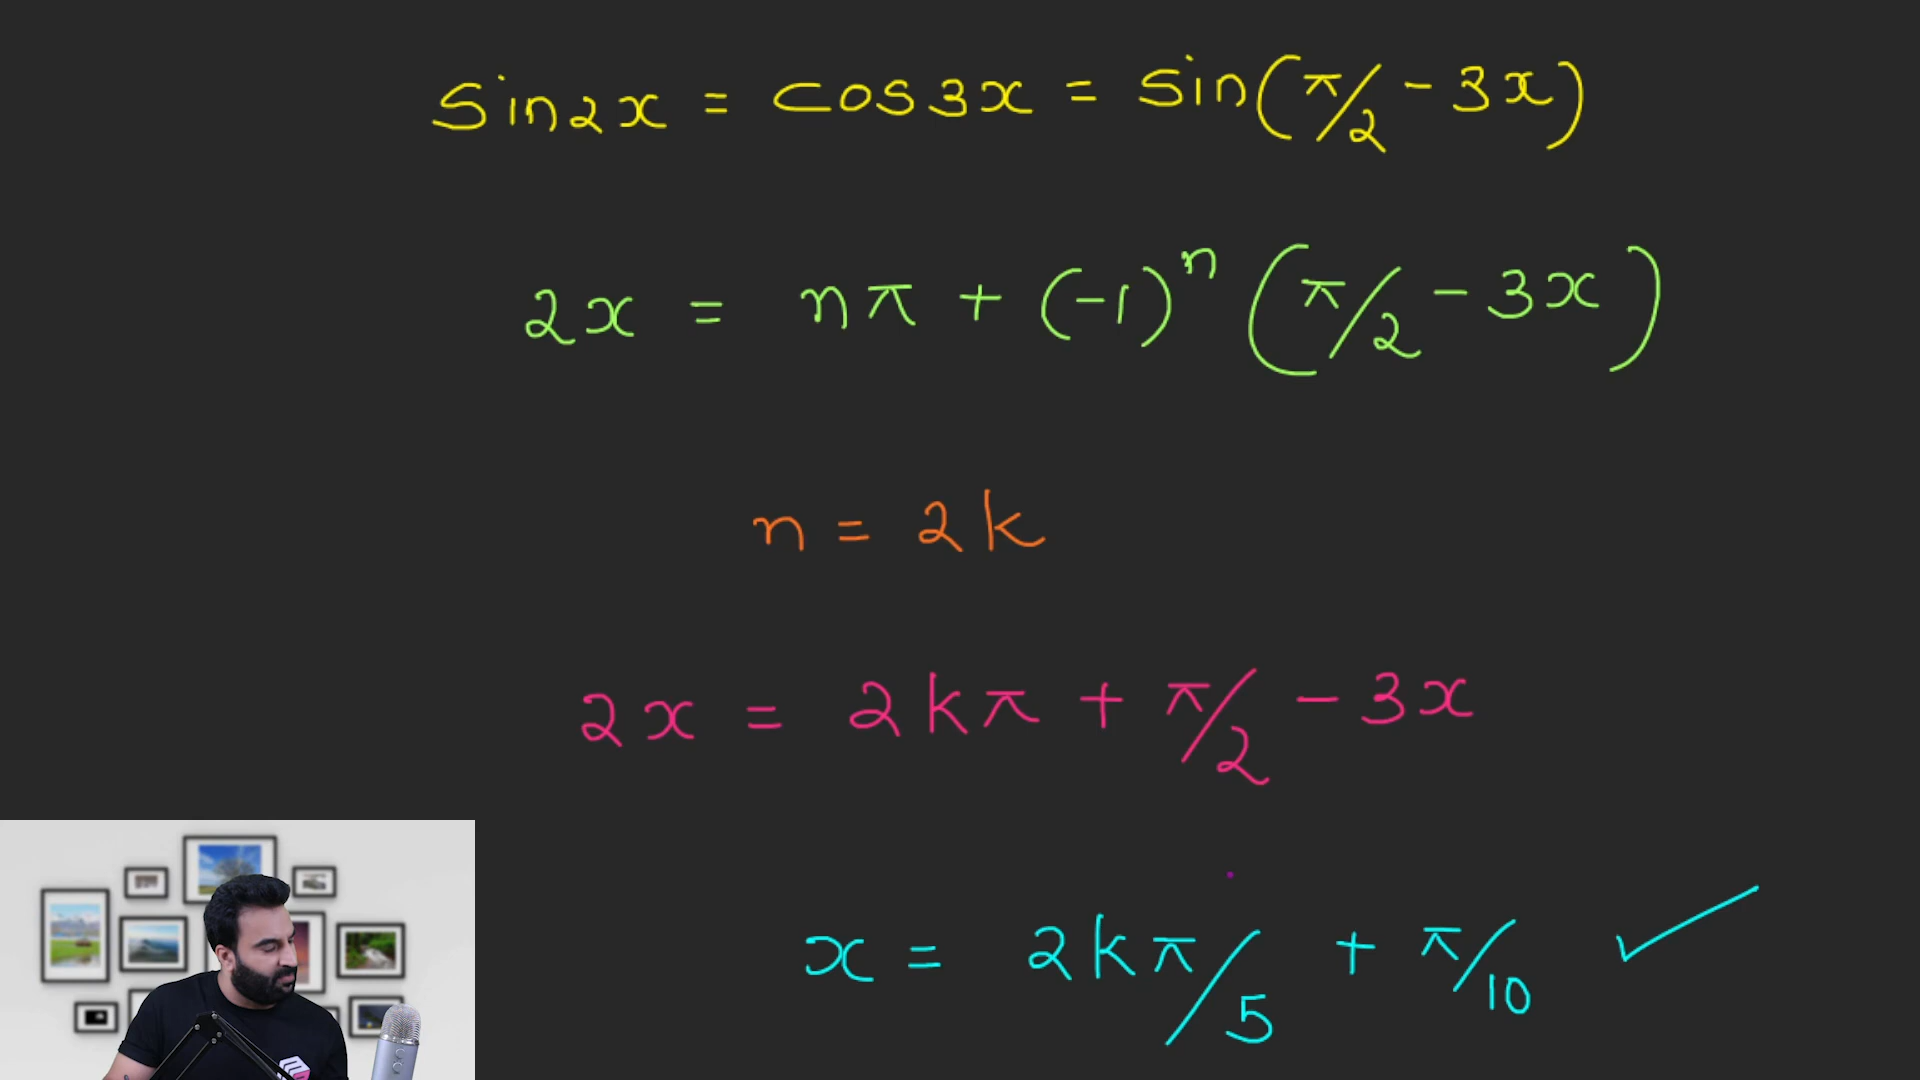 sin2x = cos3x = sin(π/2 - 3x)
2x = nπ + (-1)ⁿ (π/2 - 3x)
n = 2k
2x = 2kπ + π/2 - 3x
x = 2kπ/5 + π/10 ✓